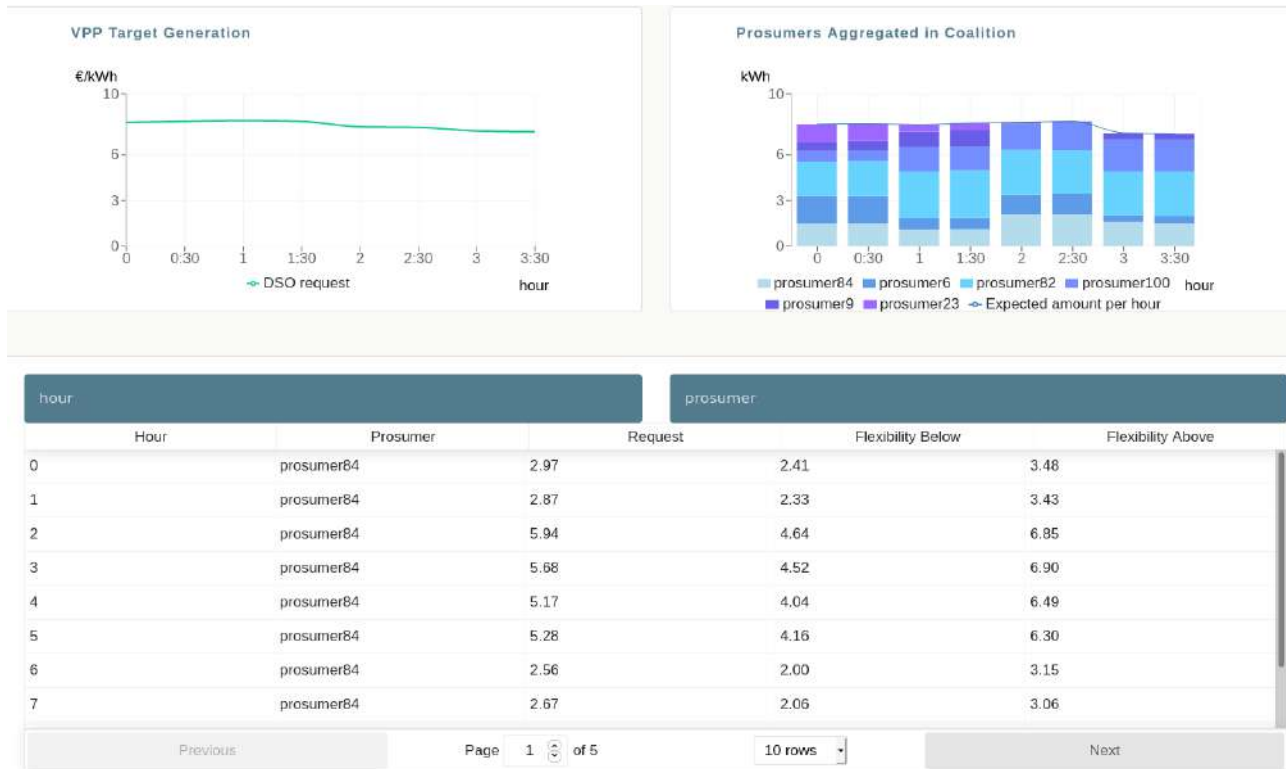 VPP Target Generation
€/kWh
10
6
3
0
0 0:30 1 1:30 2 2:30 3 3:30
DSO request
hour
Prosumers Aggregated in Coalition
kWh
10
6
3
0
0 0:30 1 1:30 2 2:30 3 3:30
prosumer84 prosumer6 prosumer82 prosumer100 hour
prosumer9 prosumer23 Expected amount per hour
hour prosumer
Hour Prosumer Request Flexibility Below Flexibility Above
0 prosumer84 2.97 2.41 3.48
1 prosumer84 2.87 2.33 3.43
2 prosumer84 5.94 4.64 6.85
3 prosumer84 5.68 4.52 6.90
4 prosumer84 5.17 4.04 6.49
5 prosumer84 5.28 4.16 6.30
6 prosumer84 2.56 2.00 3.15
7 prosumer84 2.67 2.06 3.06
Previous Page 1 of 5 10 rows Next